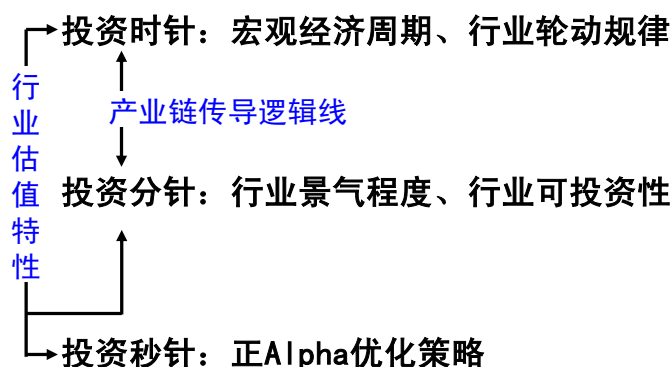 投资时针：宏观经济周期、行业轮动规律
行业估值特性
产业链传导逻辑线
投资分针：行业景气程度、行业可投资性
投资秒针：正Alpha优化策略